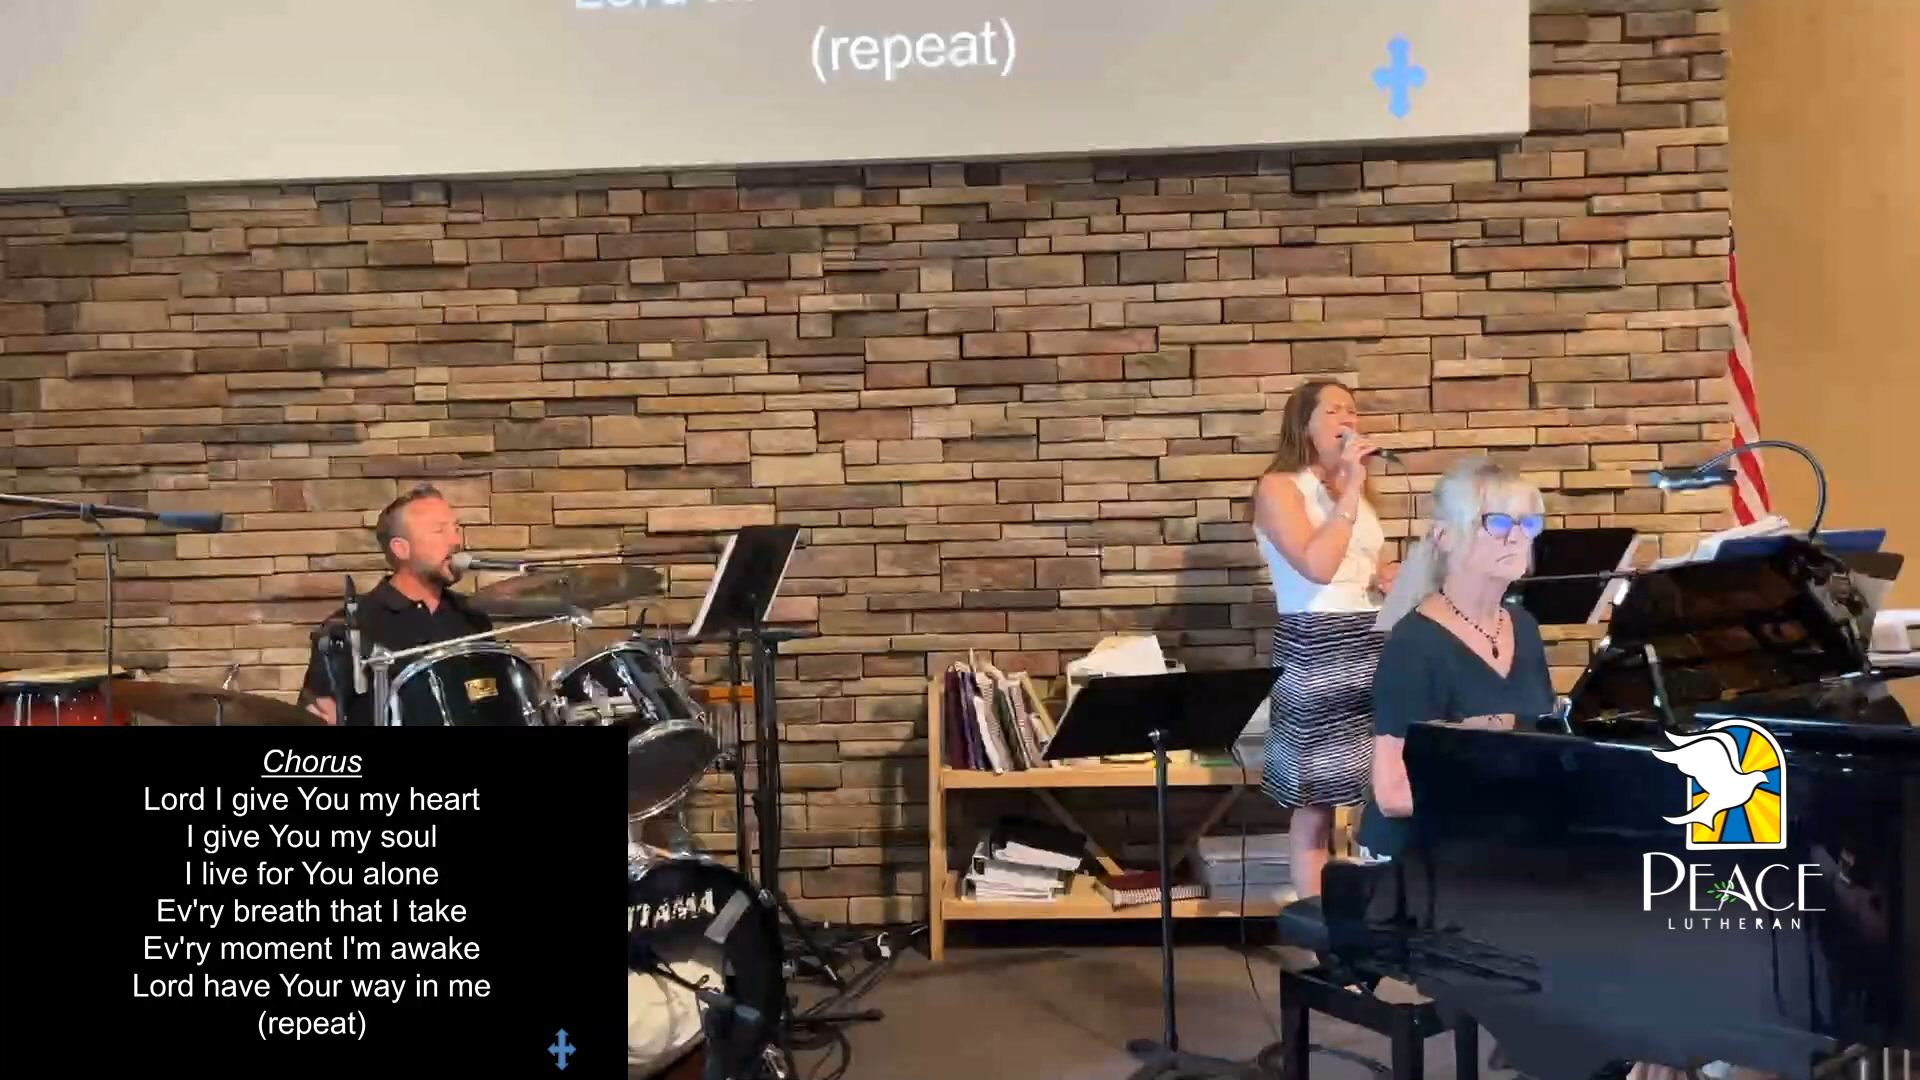 (repeat)
Chorus
Lord I give You my heart
I give You my soul
I live for You alone
Ev'ry breath that I take
Ev'ry moment I'm awake
Lord have Your way in me
(repeat)
PEACE
LUTHERAN